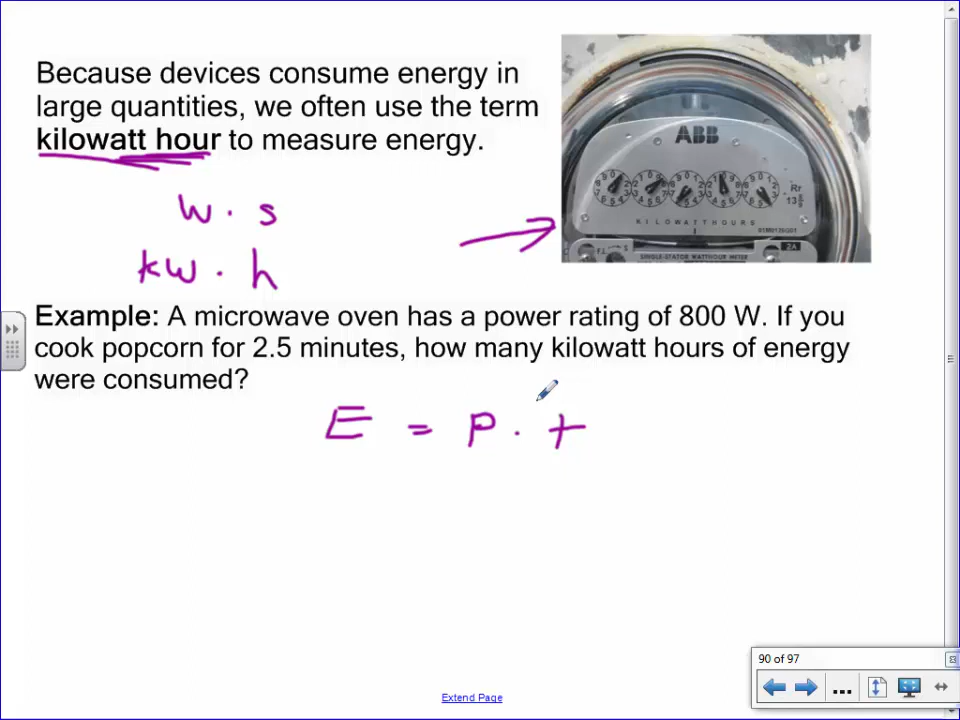 Because devices consume energy in
large quantities, we often use the term
kilowatt hour to measure energy.
ABB
Rr
KILOWATTHOURS
2A
SINGLE-STATOR WATTHOUR METER
W · s
kW · h
Example: A microwave oven has a power rating of 800 W. If you
cook popcorn for 2.5 minutes, how many kilowatt hours of energy
were consumed?
E = P · t
90 of 97
Extend Page